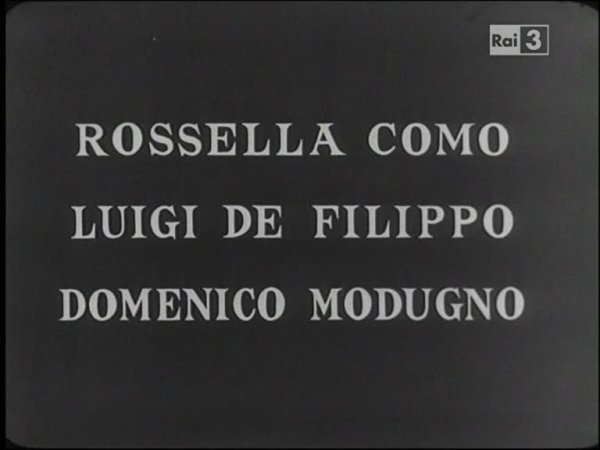 Rai 3
ROSSELLA COMO
LUIGI DE FILIPPO
DOMENICO MODUGNO